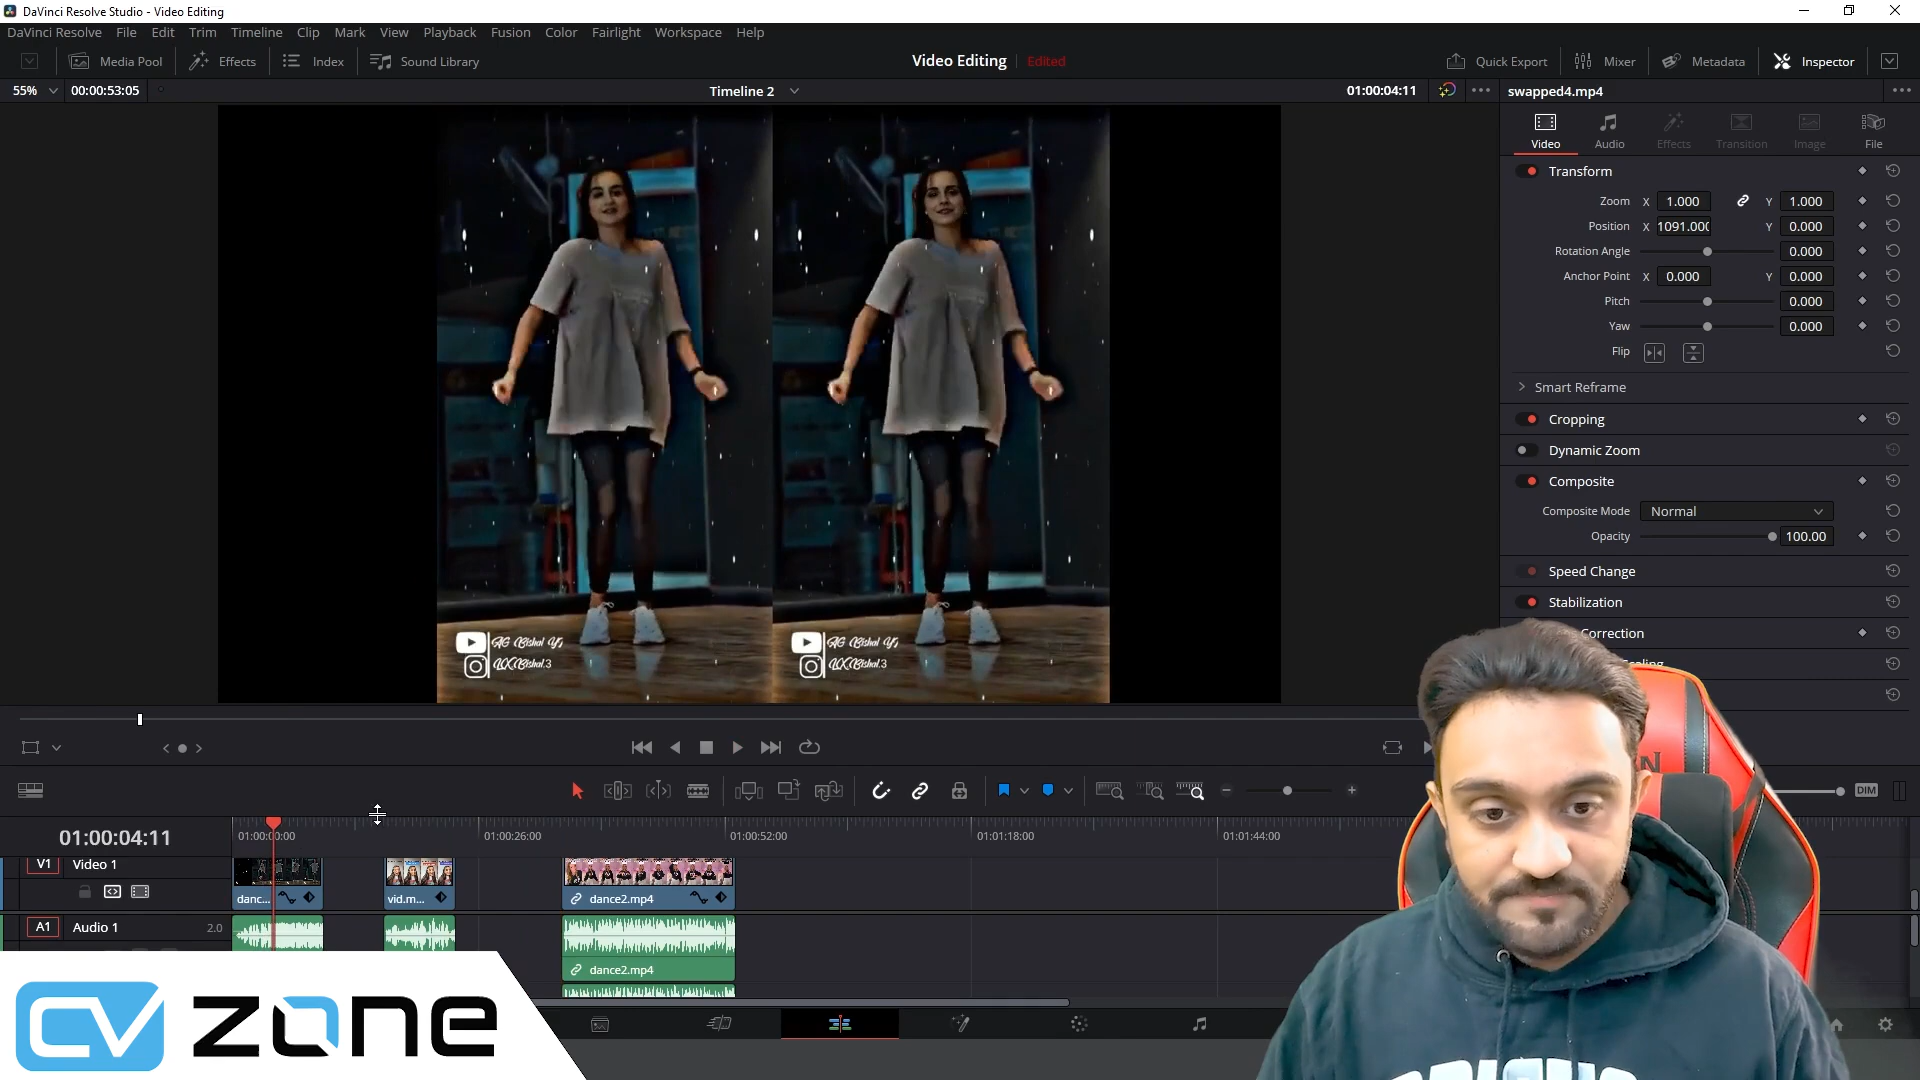 DaVinci Resolve Studio - Video Editing
DaVinci Resolve File Edit Trim Timeline Clip Mark View Playback Fusion Color Fairlight Workspace Help
Media Pool Effects Index Sound Library Video Editing Edited Quick Export Mixer Metadata Inspector
55% 00:00:53:05 Timeline 2 01:00:04:11 swapped4.mp4
Video Audio Effects Transition Image File
Transform
Zoom X 1.000 Y 1.000
Position X 1091.000 Y 0.000
Rotation Angle 0.000
Anchor Point X 0.000 Y 0.000
Pitch 0.000
Yaw 0.000
Flip
Smart Reframe
Cropping
Dynamic Zoom
Composite
Composite Mode Normal
Opacity 100.00
Speed Change
Stabilization
Correction
DIM
01:00:04:11 01:00:00:00 01:00:26:00 01:00:52:00 01:01:18:00 01:01:44:00
V1 Video 1
danc... vid.m... dance2.mp4
A1 Audio 1 2.0
dance2.mp4
CV ZONE